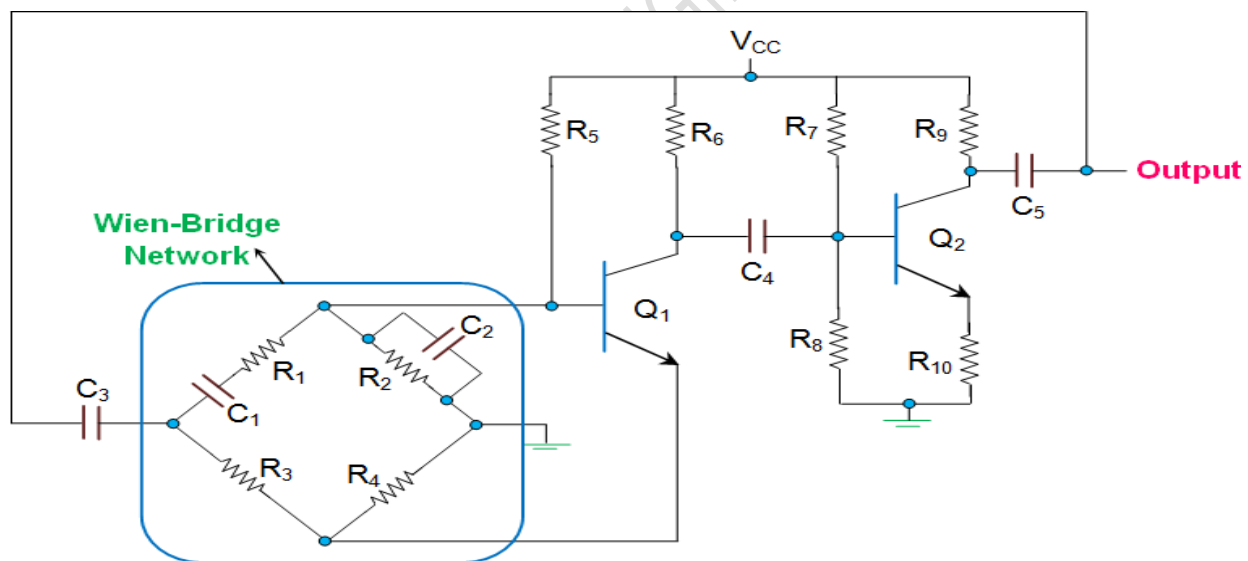 V_CC
R5
R6
R7
R9
Output
C5
Wien-Bridge
Network
C4
Q2
Q1
C2
R1
R2
R8
R10
C3
C1
R3
R4